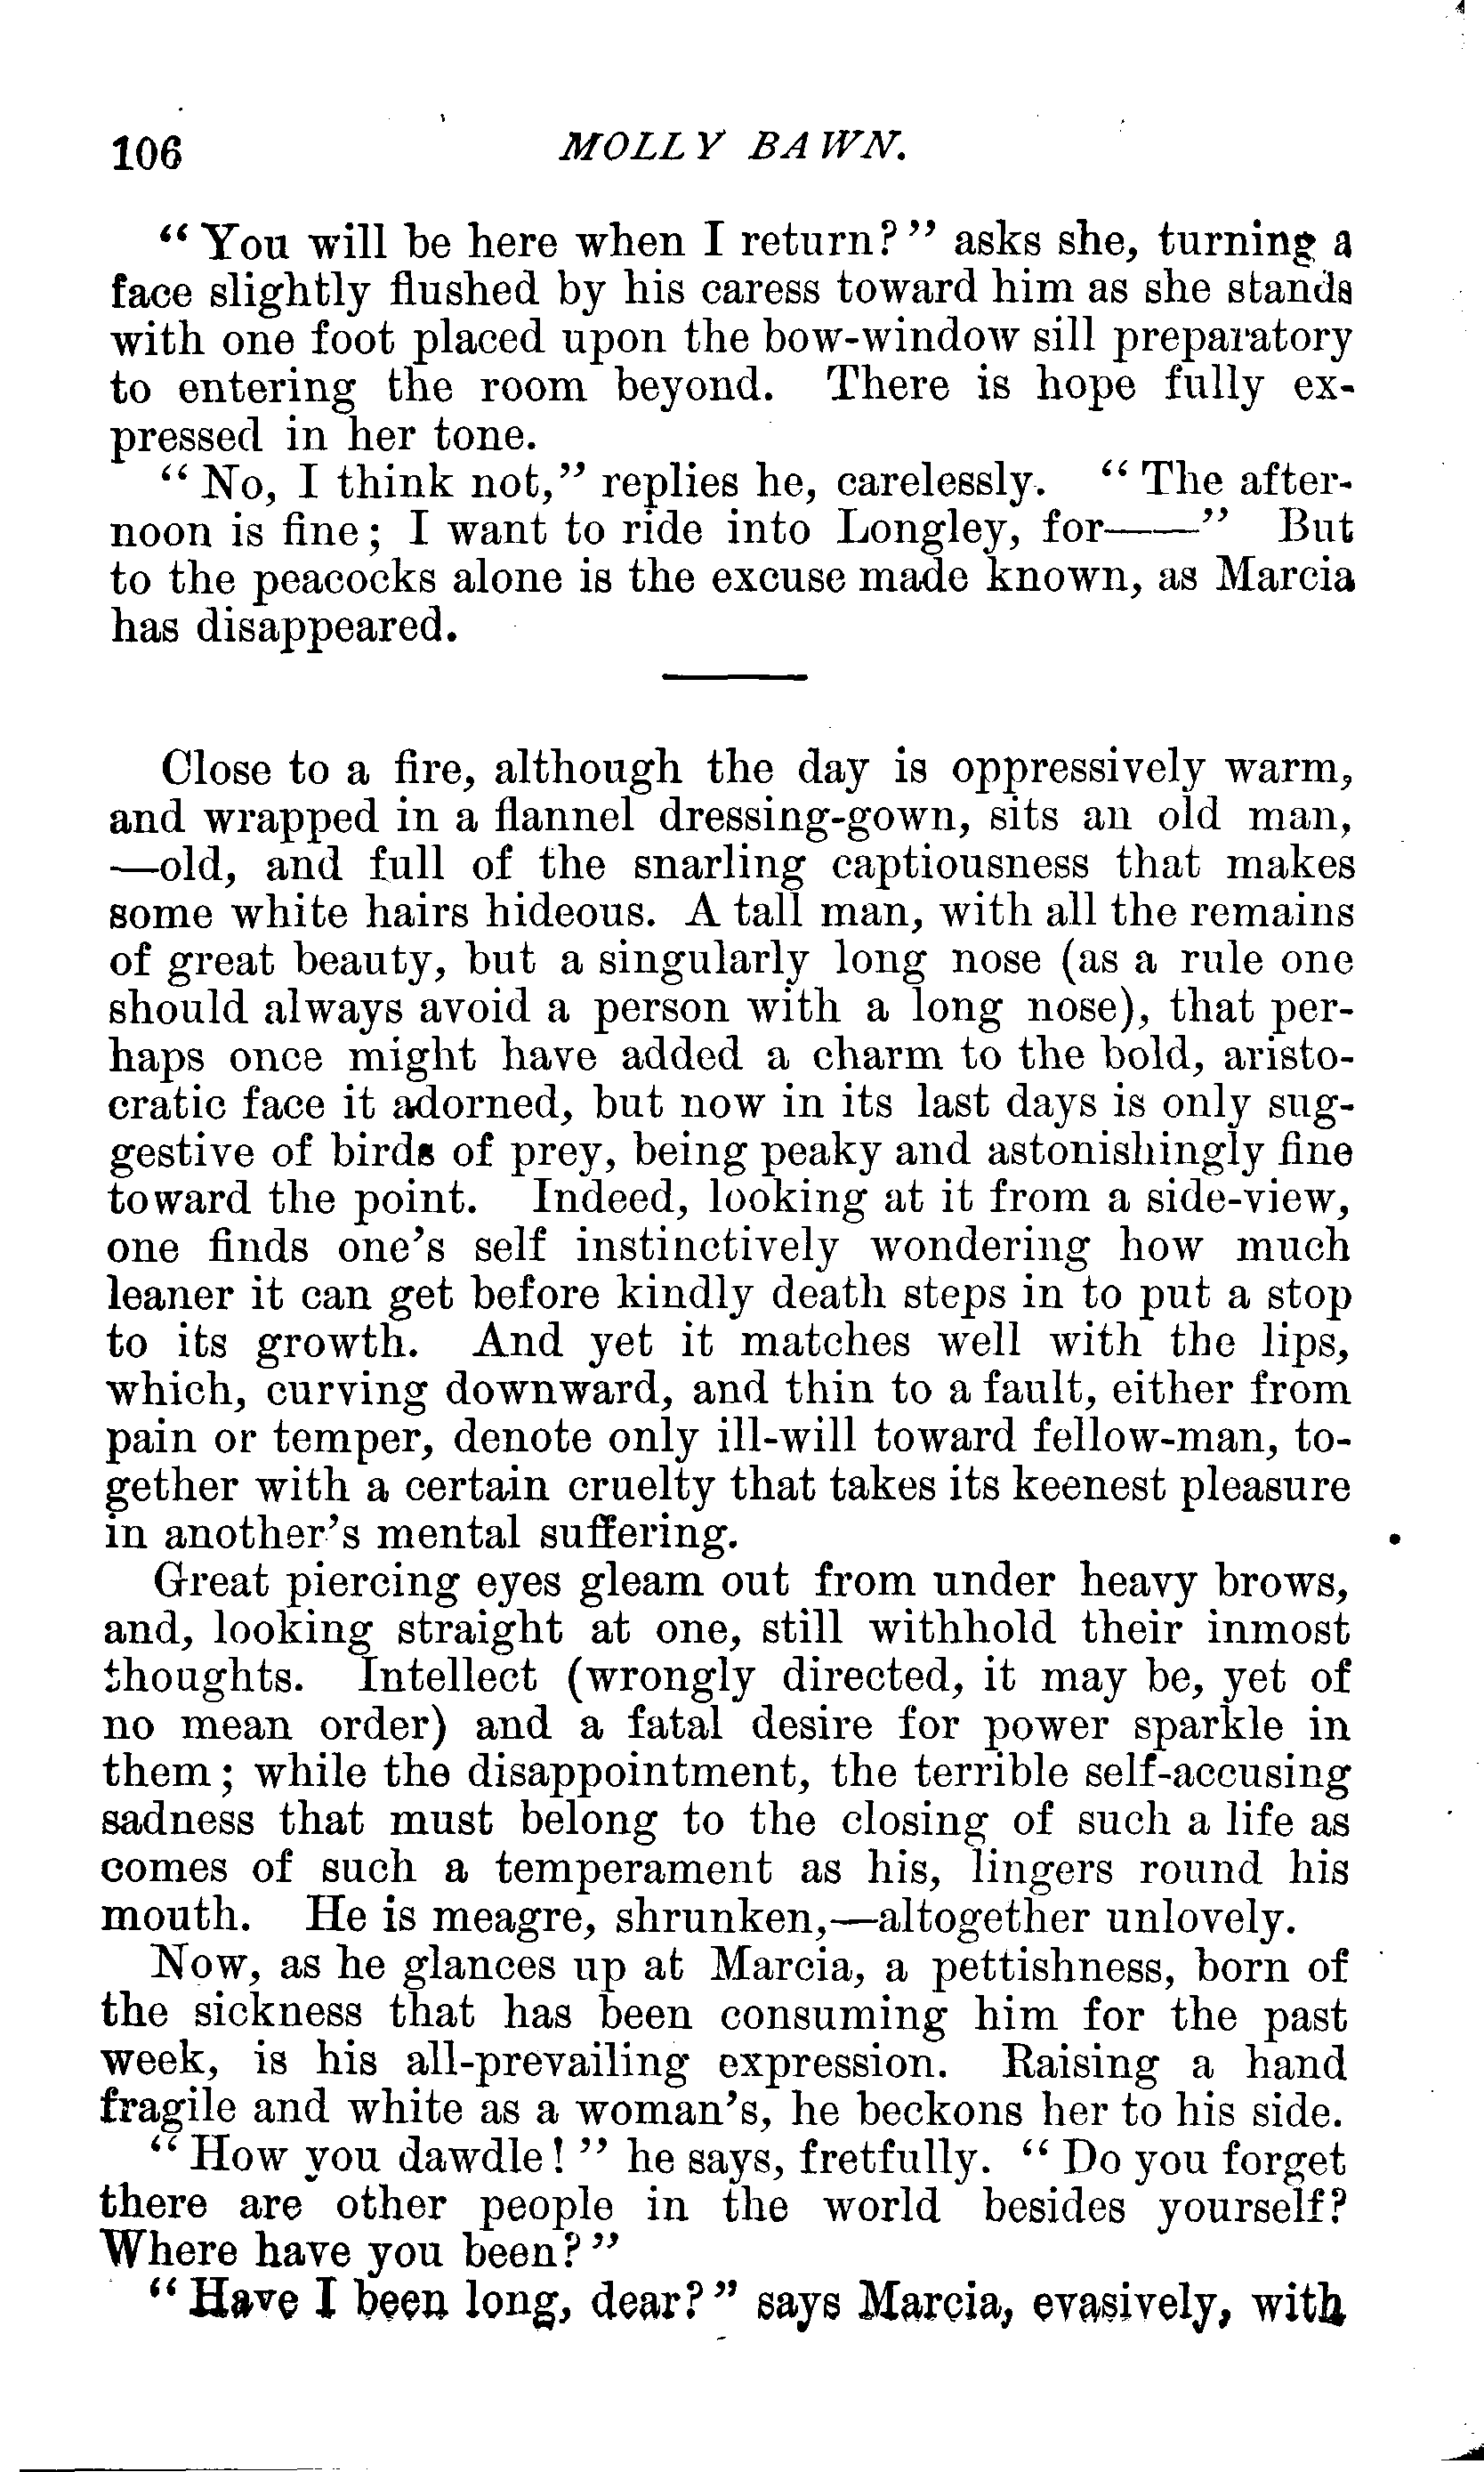 106 MOLLY BAWN.
“You will be here when I return?” asks she, turning a
face slightly flushed by his caress toward him as she stands
with one foot placed upon the bow-window sill preparatory
to entering the room beyond. There is hope fully ex-
pressed in her tone.
“No, I think not,” replies he, carelessly. “The after-
noon is fine; I want to ride into Longley, for——” But
to the peacocks alone is the excuse made known, as Marcia
has disappeared.
Close to a fire, although the day is oppressively warm,
and wrapped in a flannel dressing-gown, sits an old man,
—old, and full of the snarling captiousness that makes
some white hairs hideous. A tall man, with all the remains
of great beauty, but a singularly long nose (as a rule one
should always avoid a person with a long nose), that per-
haps once might have added a charm to the bold, aristo-
cratic face it adorned, but now in its last days is only sug-
gestive of birds of prey, being peaky and astonishingly fine
toward the point. Indeed, looking at it from a side-view,
one finds one’s self instinctively wondering how much
leaner it can get before kindly death steps in to put a stop
to its growth. And yet it matches well with the lips,
which, curving downward, and thin to a fault, either from
pain or temper, denote only ill-will toward fellow-man, to-
gether with a certain cruelty that takes its keenest pleasure
in another’s mental suffering.
Great piercing eyes gleam out from under heavy brows,
and, looking straight at one, still withhold their inmost
thoughts. Intellect (wrongly directed, it may be, yet of
no mean order) and a fatal desire for power sparkle in
them; while the disappointment, the terrible self-accusing
sadness that must belong to the closing of such a life as
comes of such a temperament as his, lingers round his
mouth. He is meagre, shrunken,—altogether unlovely.
Now, as he glances up at Marcia, a pettishness, born of
the sickness that has been consuming him for the past
week, is his all-prevailing expression. Raising a hand
fragile and white as a woman’s, he beckons her to his side.
“How you dawdle!” he says, fretfully. “Do you forget
there are other people in the world besides yourself?
Where have you been?”
“Have I been long, dear?” says Marcia, evasively, with